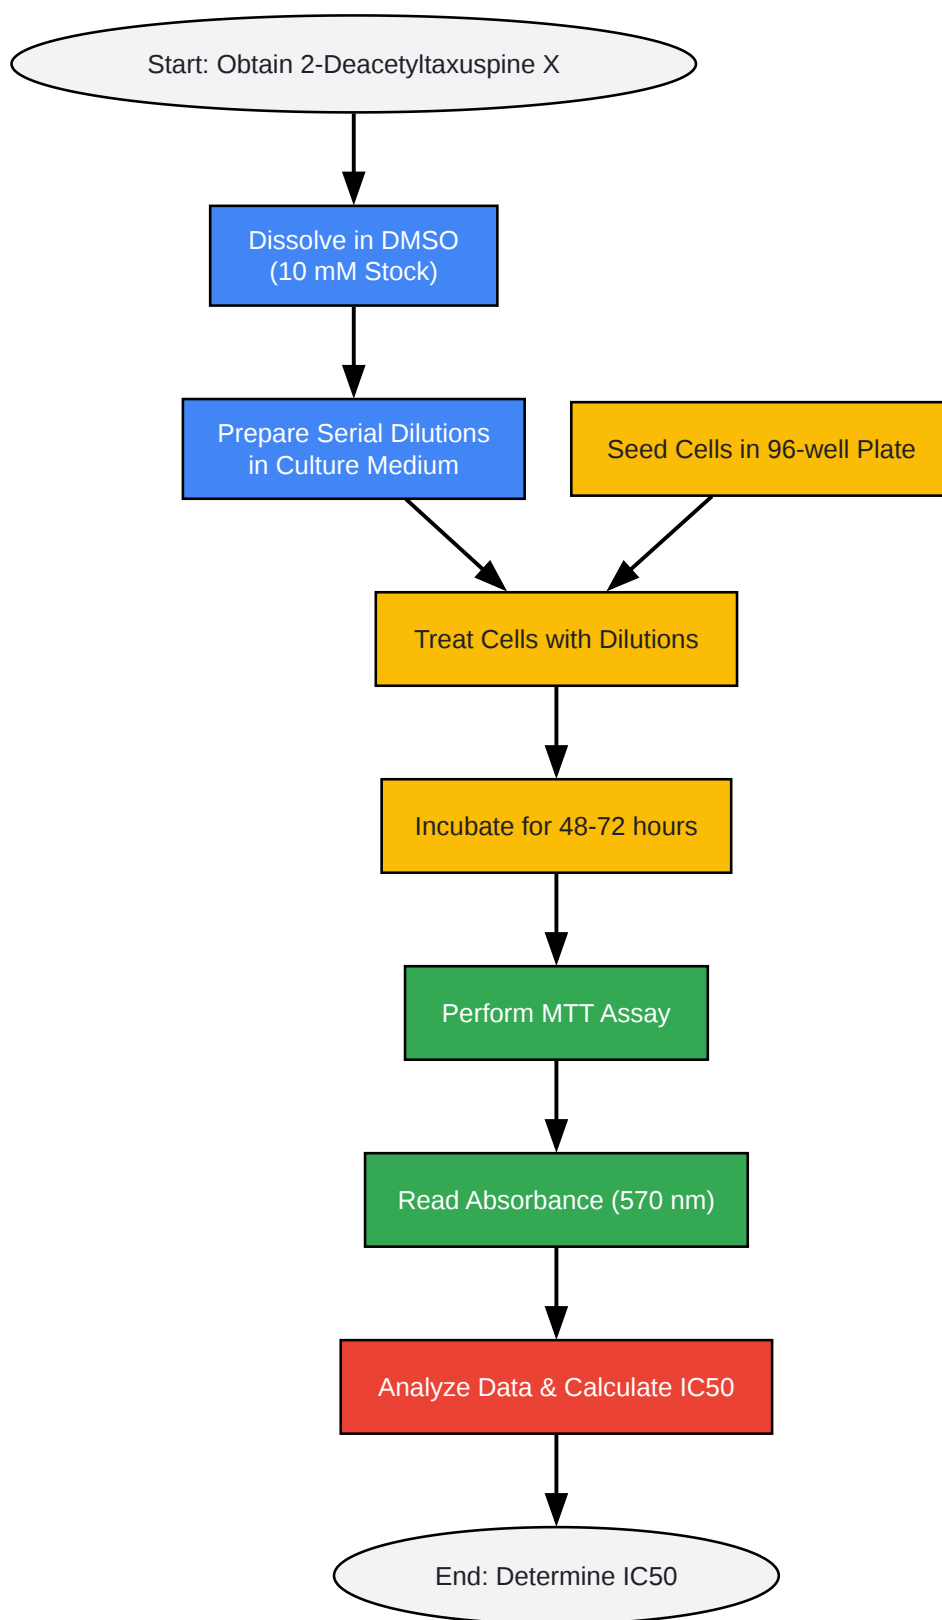 Start: Obtain 2-Deacetyltaxuspine X
Dissolve in DMSO
(10 mM Stock)
Prepare Serial Dilutions
in Culture Medium
Seed Cells in 96-well Plate
Treat Cells with Dilutions
Incubate for 48-72 hours
Perform MTT Assay
Read Absorbance (570 nm)
Analyze Data & Calculate IC50
End: Determine IC50